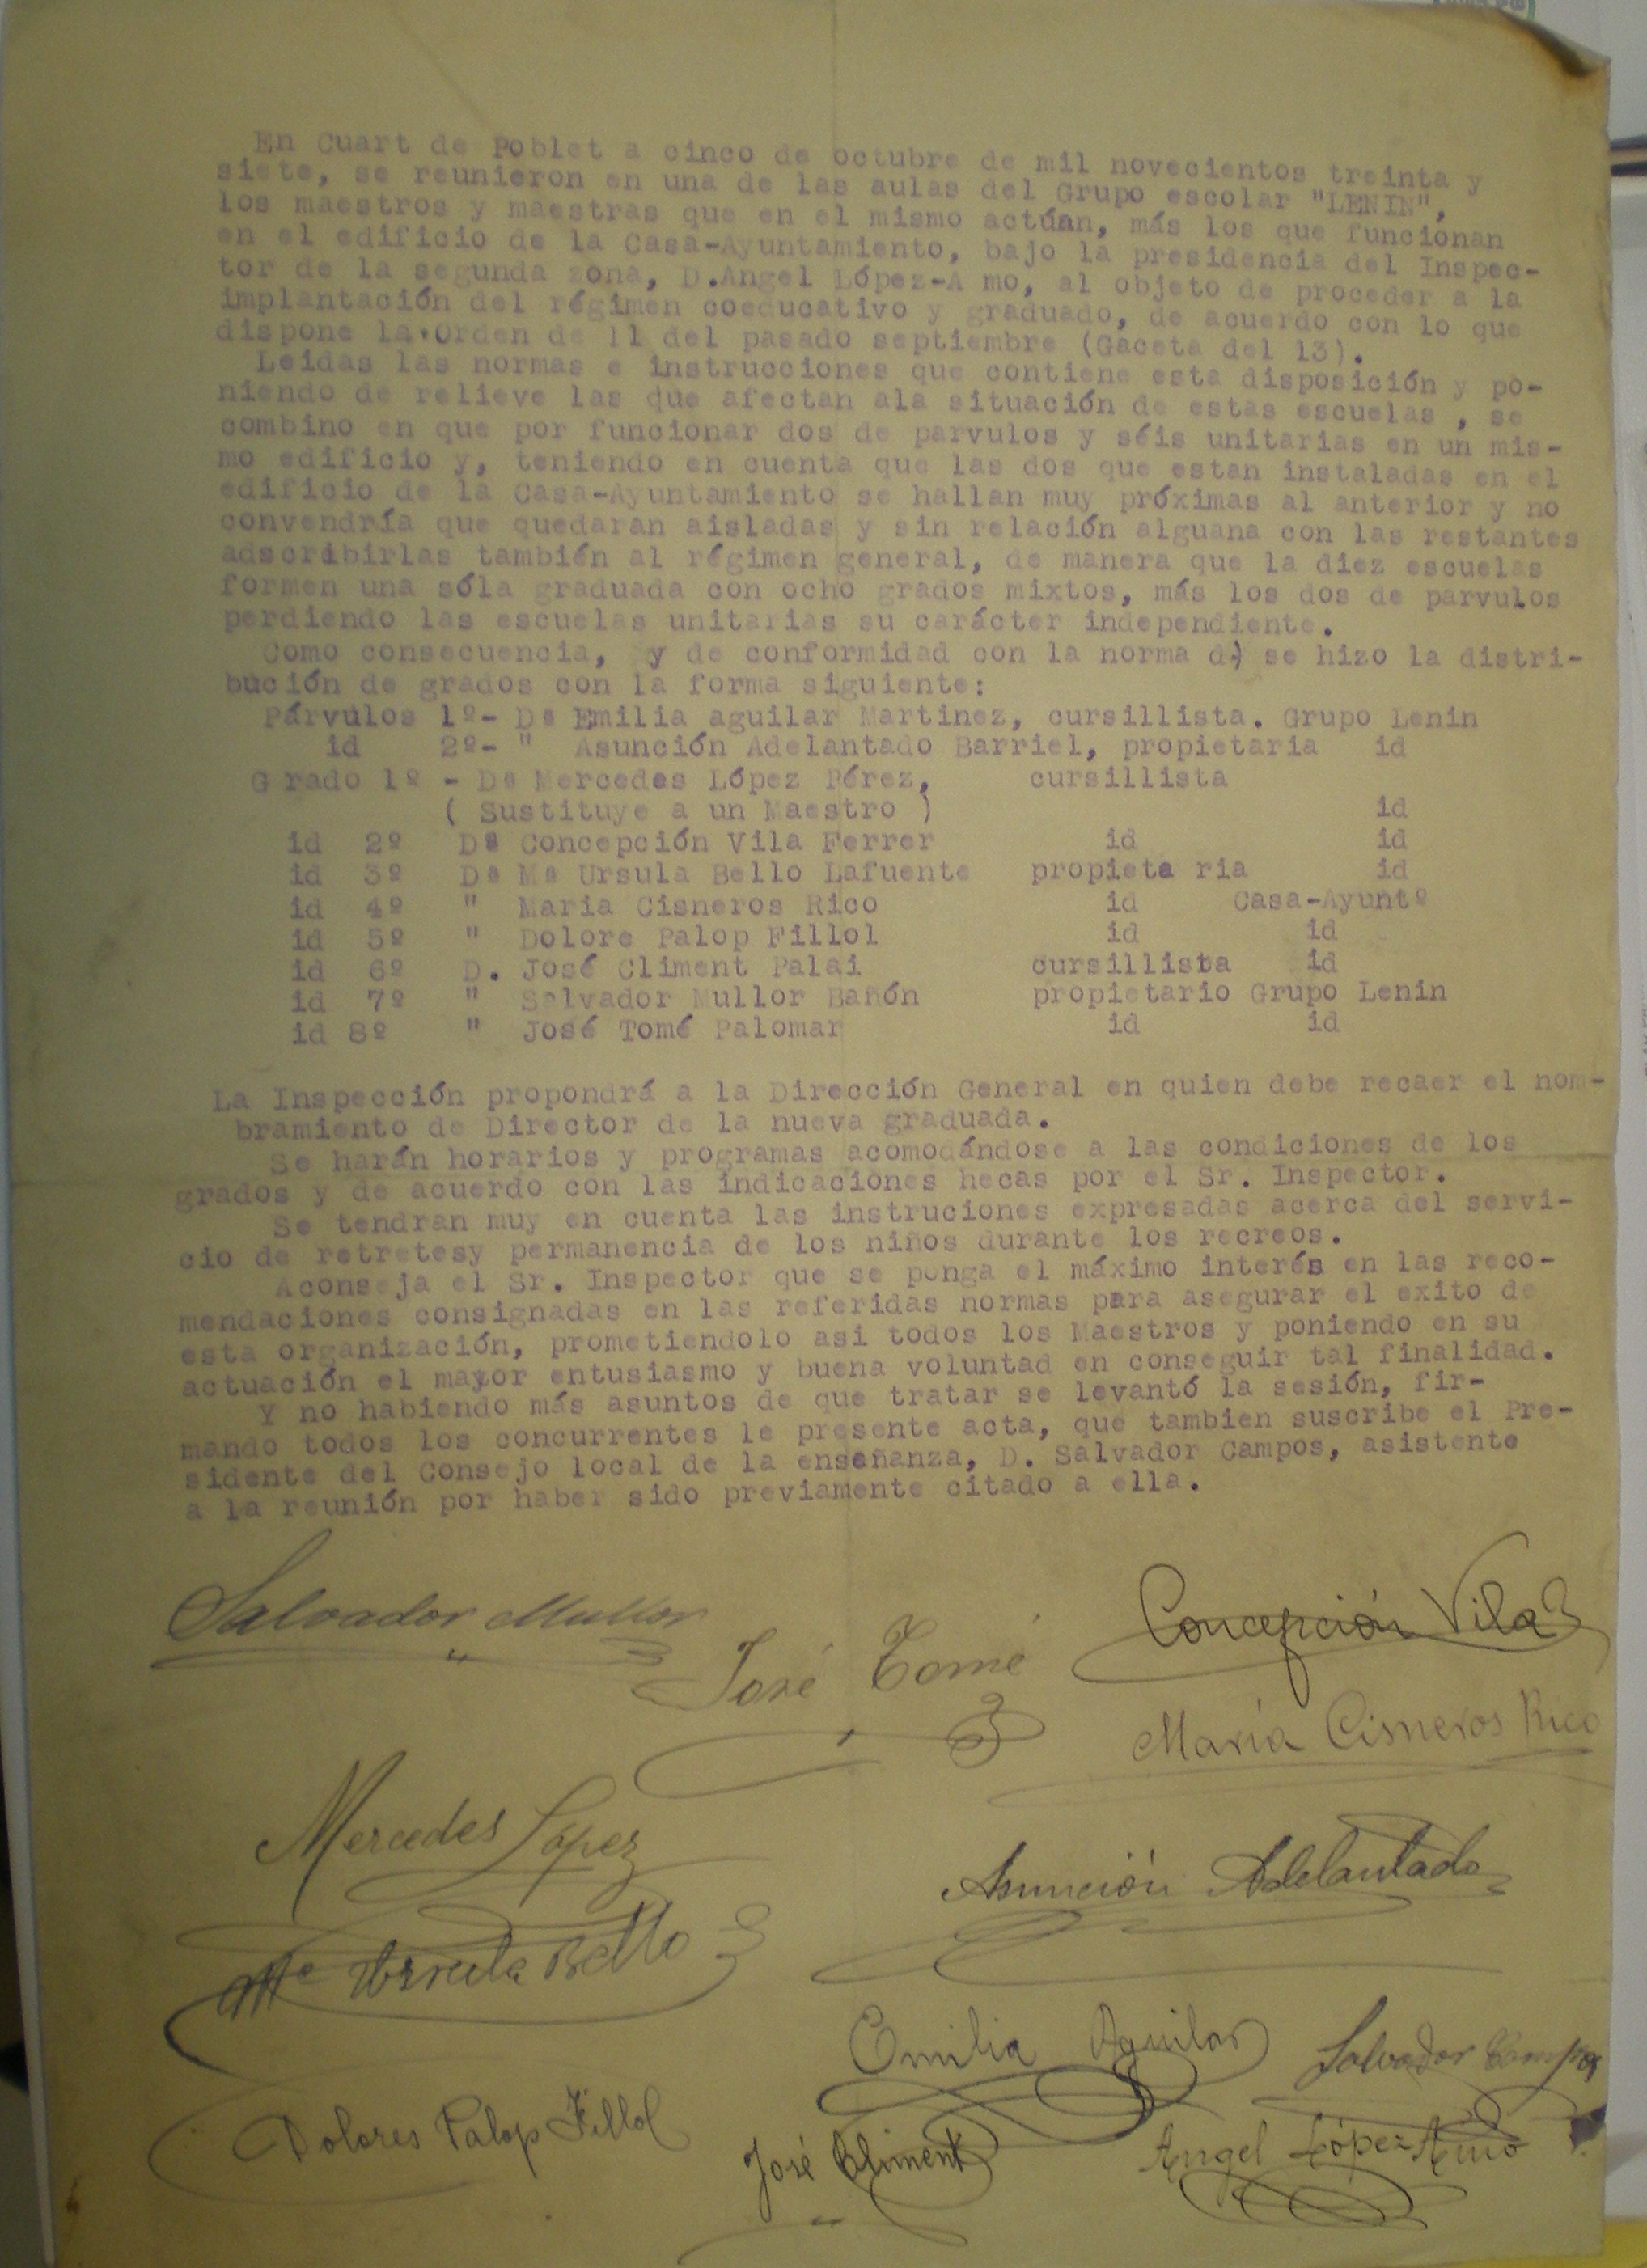 En Cuart de Poblet a cinco de octubre de mil novecientos treinta y
siete, se reunieron en una de las aulas del Grupo escolar "LENIN",
los maestros y maestras que en el mismo actúan, más los que funcionan
en el edificio de la Casa-Ayuntamiento, bajo la presidencia del Inspec-
tor de la segunda zona, D.Angel López-A mo, al objeto de proceder a la
implantación del régimen coeducativo y graduado, de acuerdo con lo que
dispone la Orden de 11 del pasado septiembre (Gaceta del 13).
Leidas las normas e instrucciones que contiene esta disposición y po-
niendo de relieve las que afectan ala situación de estas escuelas , se
combino en que por funcionar dos de parvulos y séis unitarias en un mis-
mo edificio y, teniendo en cuenta que las dos que estan instaladas en el
edificio de la Casa-Ayuntamiento se hallan muy próximas al anterior y no
convendría que quedaran aisladas y sin relación alguana con las restantes
adscribirlas también al régimen general, de manera que la diez escuelas
formen una sóla graduada con ocho grados mixtos, más los dos de parvulos
perdiendo las escuelas unitarias su carácter independiente.
Como consecuencia, y de conformidad con la norma d) se hizo la distri-
bución de grados con la forma siguiente:
Párvulos 1º- Dª Emilia aguilar Martinez, cursillista. Grupo Lenin
id 2º- " Asunción Adelantado Barriel, propietaria id
G rado 1º - Dª Mercedes López Pérez, cursillista
( Sustituye a un Maestro ) id
id 2º Dª Concepción Vila Ferrer id id
id 3º Dª Mª Ursula Bello Lafuente propieta ria id
id 4º " Maria Cisneros Rico id Casa-Ayuntº
id 5º " Dolore Palop Fillol id id
id 6º D. José Climent Palai cursillista id
id 7º " Salvador Mullor Bañón propietario Grupo Lenin
id 8º " José Tomé Palomar id id
La Inspección propondrá a la Dirección General en quien debe recaer el nom-
bramiento de Director de la nueva graduada.
Se harán horarios y programas acomodándose a las condiciones de los
grados y de acuerdo con las indicaciones hecas por el Sr. Inspector.
Se tendran muy en cuenta las instruciones expresadas acerca del servi-
cio de retretesy permanencia de los niños durante los recreos.
Aconseja el Sr. Inspector que se ponga el máximo interés en las reco-
mendaciones consignadas en las referidas normas para asegurar el exito de
esta organización, prometiendolo asi todos los Maestros y poniendo en su
actuación el mayor entusiasmo y buena voluntad en conseguir tal finalidad.
Y no habiendo más asuntos de que tratar se levantó la sesión, fir-
mando todos los concurrentes le presente acta, que tambien suscribe el Pre-
sidente del Consejo local de la enseñanza, D. Salvador Campos, asistente
a la reunión por haber sido previamente citado a ella.
Salvador Mullor
José Tomé
Concepción Vila
María Cisneros Rico
Mercedes López
Asunción Adelantado
Mª Ursula Bello
Emilia Aguilar
Salvador Campos
Dolores Palop Fillol
José Climent
Angel López-Amo